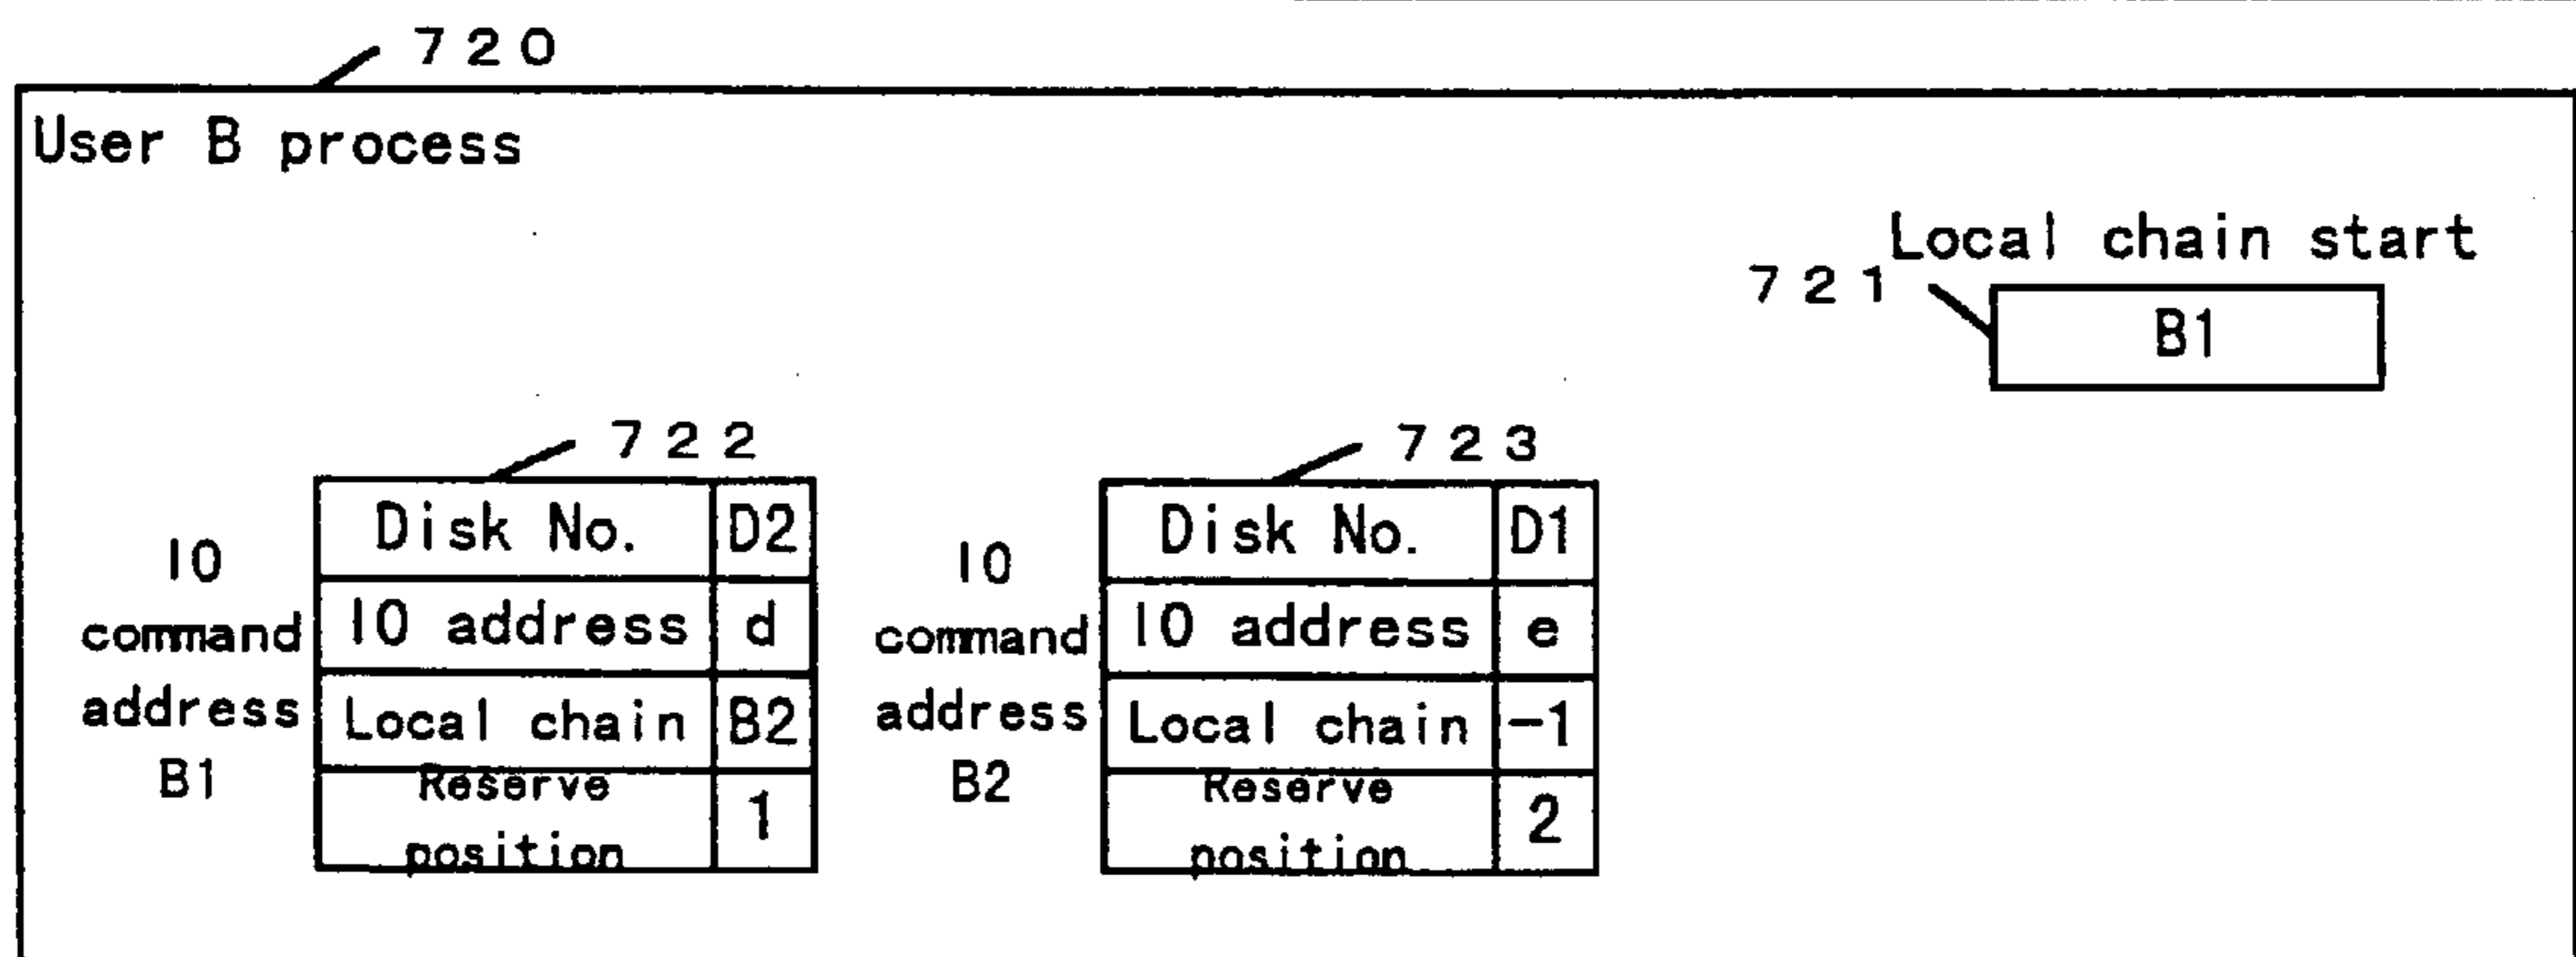 720
User B process
Local chain start
721
B1
722
723
IO
command
address
B1
Disk No. D2
IO address d
Local chain B2
Reserve
position
1
IO
command
address
B2
Disk No. D1
IO address e
Local chain -1
Reserve
position
2